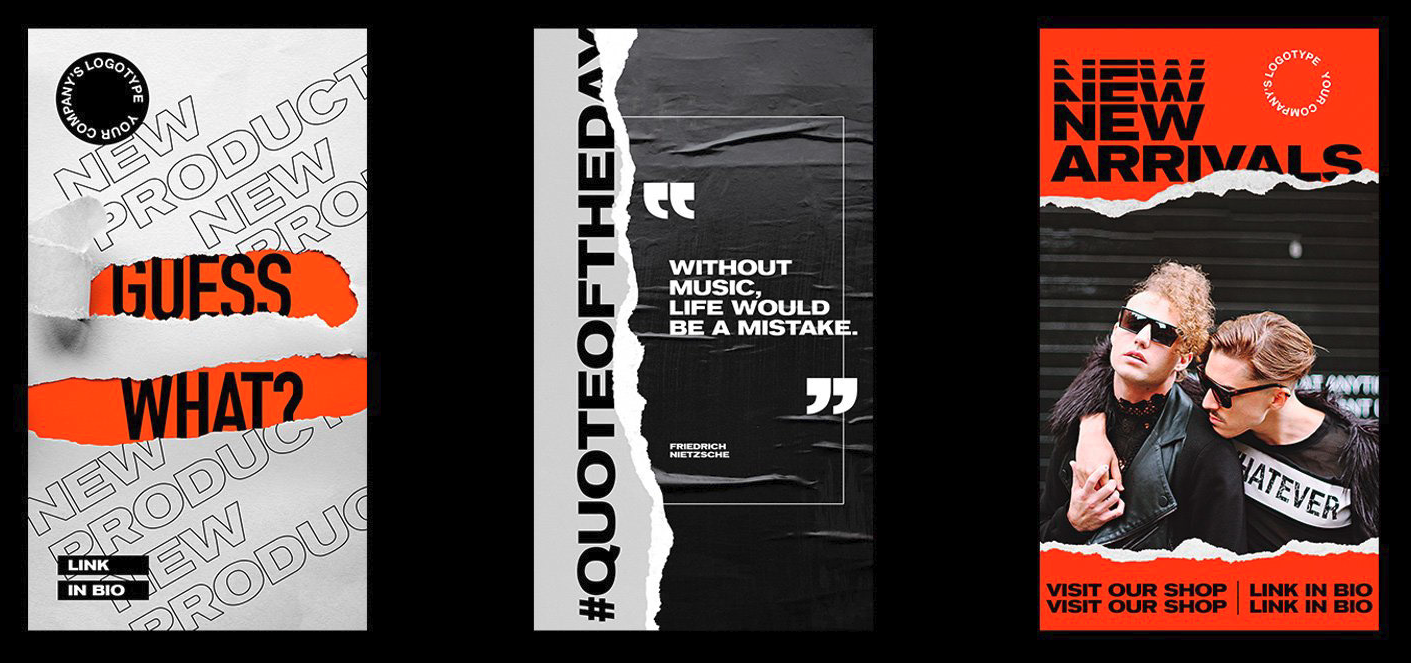 YOUR COMPANY'S LOGOTYPE
NEW
PRODUCT
NEW
PRO
GUESS
WHAT?
NEW
PRODUCT
NEW
PRODUC
LINK
IN BIO
#QUOTEOFTHEDAY
“
WITHOUT
MUSIC,
LIFE WOULD
BE A MISTAKE.
”
FRIEDRICH
NIETZSCHE
NEW
NEW
NEW
ARRIVALS
YOUR COMPANY'S LOGOTYPE
HATEVER
VISIT OUR SHOP | LINK IN BIO
VISIT OUR SHOP | LINK IN BIO